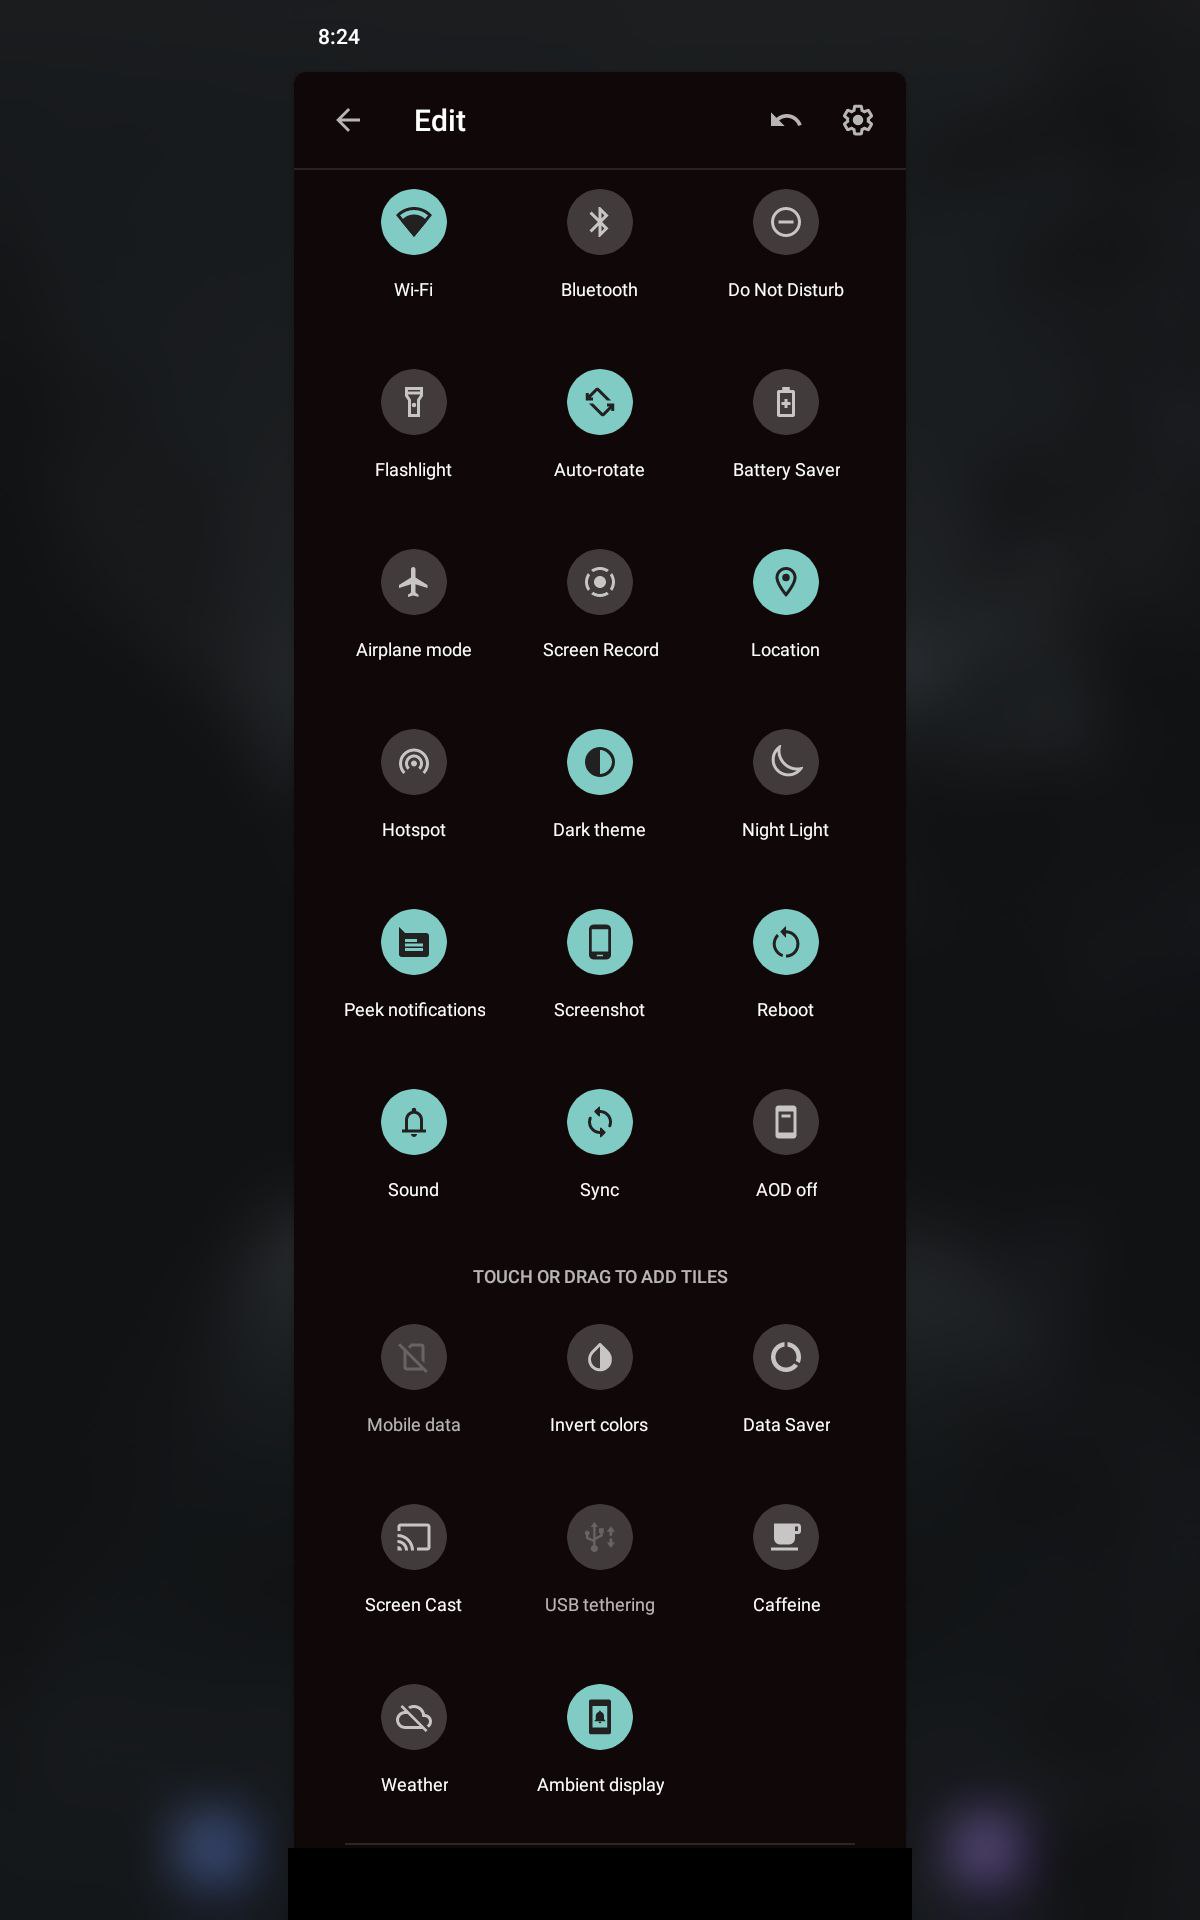 8:24
Edit
Wi-Fi
Bluetooth
Do Not Disturb
Flashlight
Auto-rotate
Battery Saver
Airplane mode
Screen Record
Location
Hotspot
Dark theme
Night Light
Peek notifications
Screenshot
Reboot
Sound
Sync
AOD off
TOUCH OR DRAG TO ADD TILES
Mobile data
Invert colors
Data Saver
Screen Cast
USB tethering
Caffeine
Weather
Ambient display